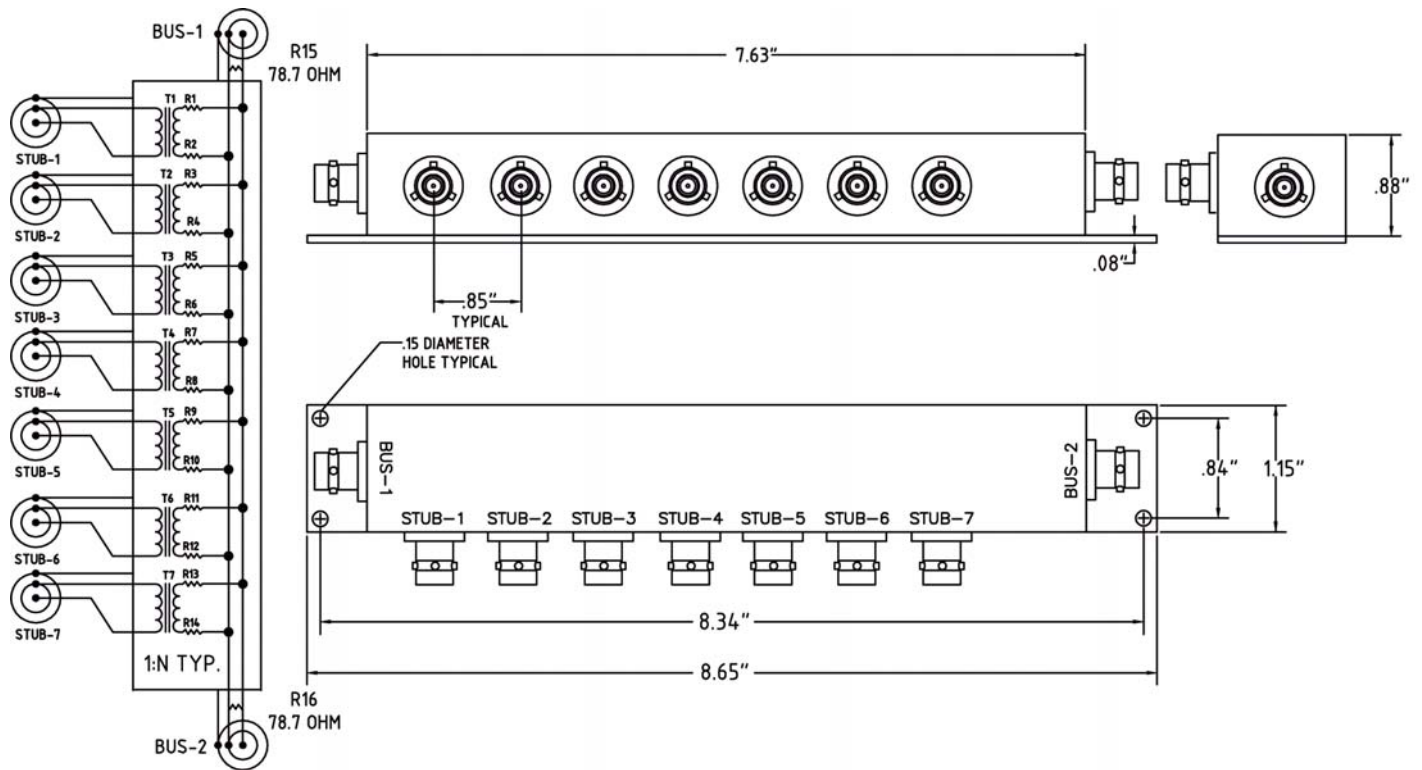 BUS-1
R15
78.7 OHM
T1 R1
R2
STUB-1
T2 R3
R4
STUB-2
T3 R5
R6
STUB-3
T4 R7
R8
STUB-4
T5 R9
R10
STUB-5
T6 R11
R12
STUB-6
T7 R13
R14
STUB-7
1:N TYP.
R16
78.7 OHM
BUS-2
7.63"
.88"
.08"
.85"
TYPICAL
.15 DIAMETER
HOLE TYPICAL
BUS-1
BUS-2
.84"
1.15"
STUB-1 STUB-2 STUB-3 STUB-4 STUB-5 STUB-6 STUB-7
8.34"
8.65"